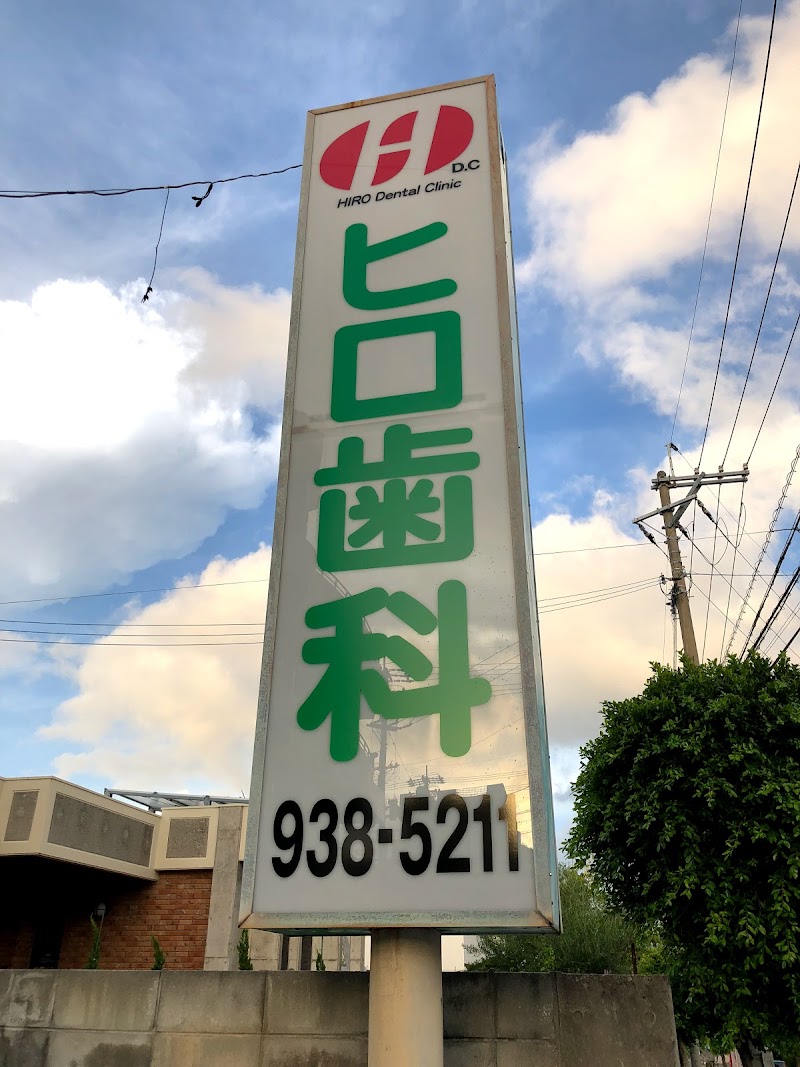 D.C
HIRO Dental Clinic
ヒロ歯科
938-5211